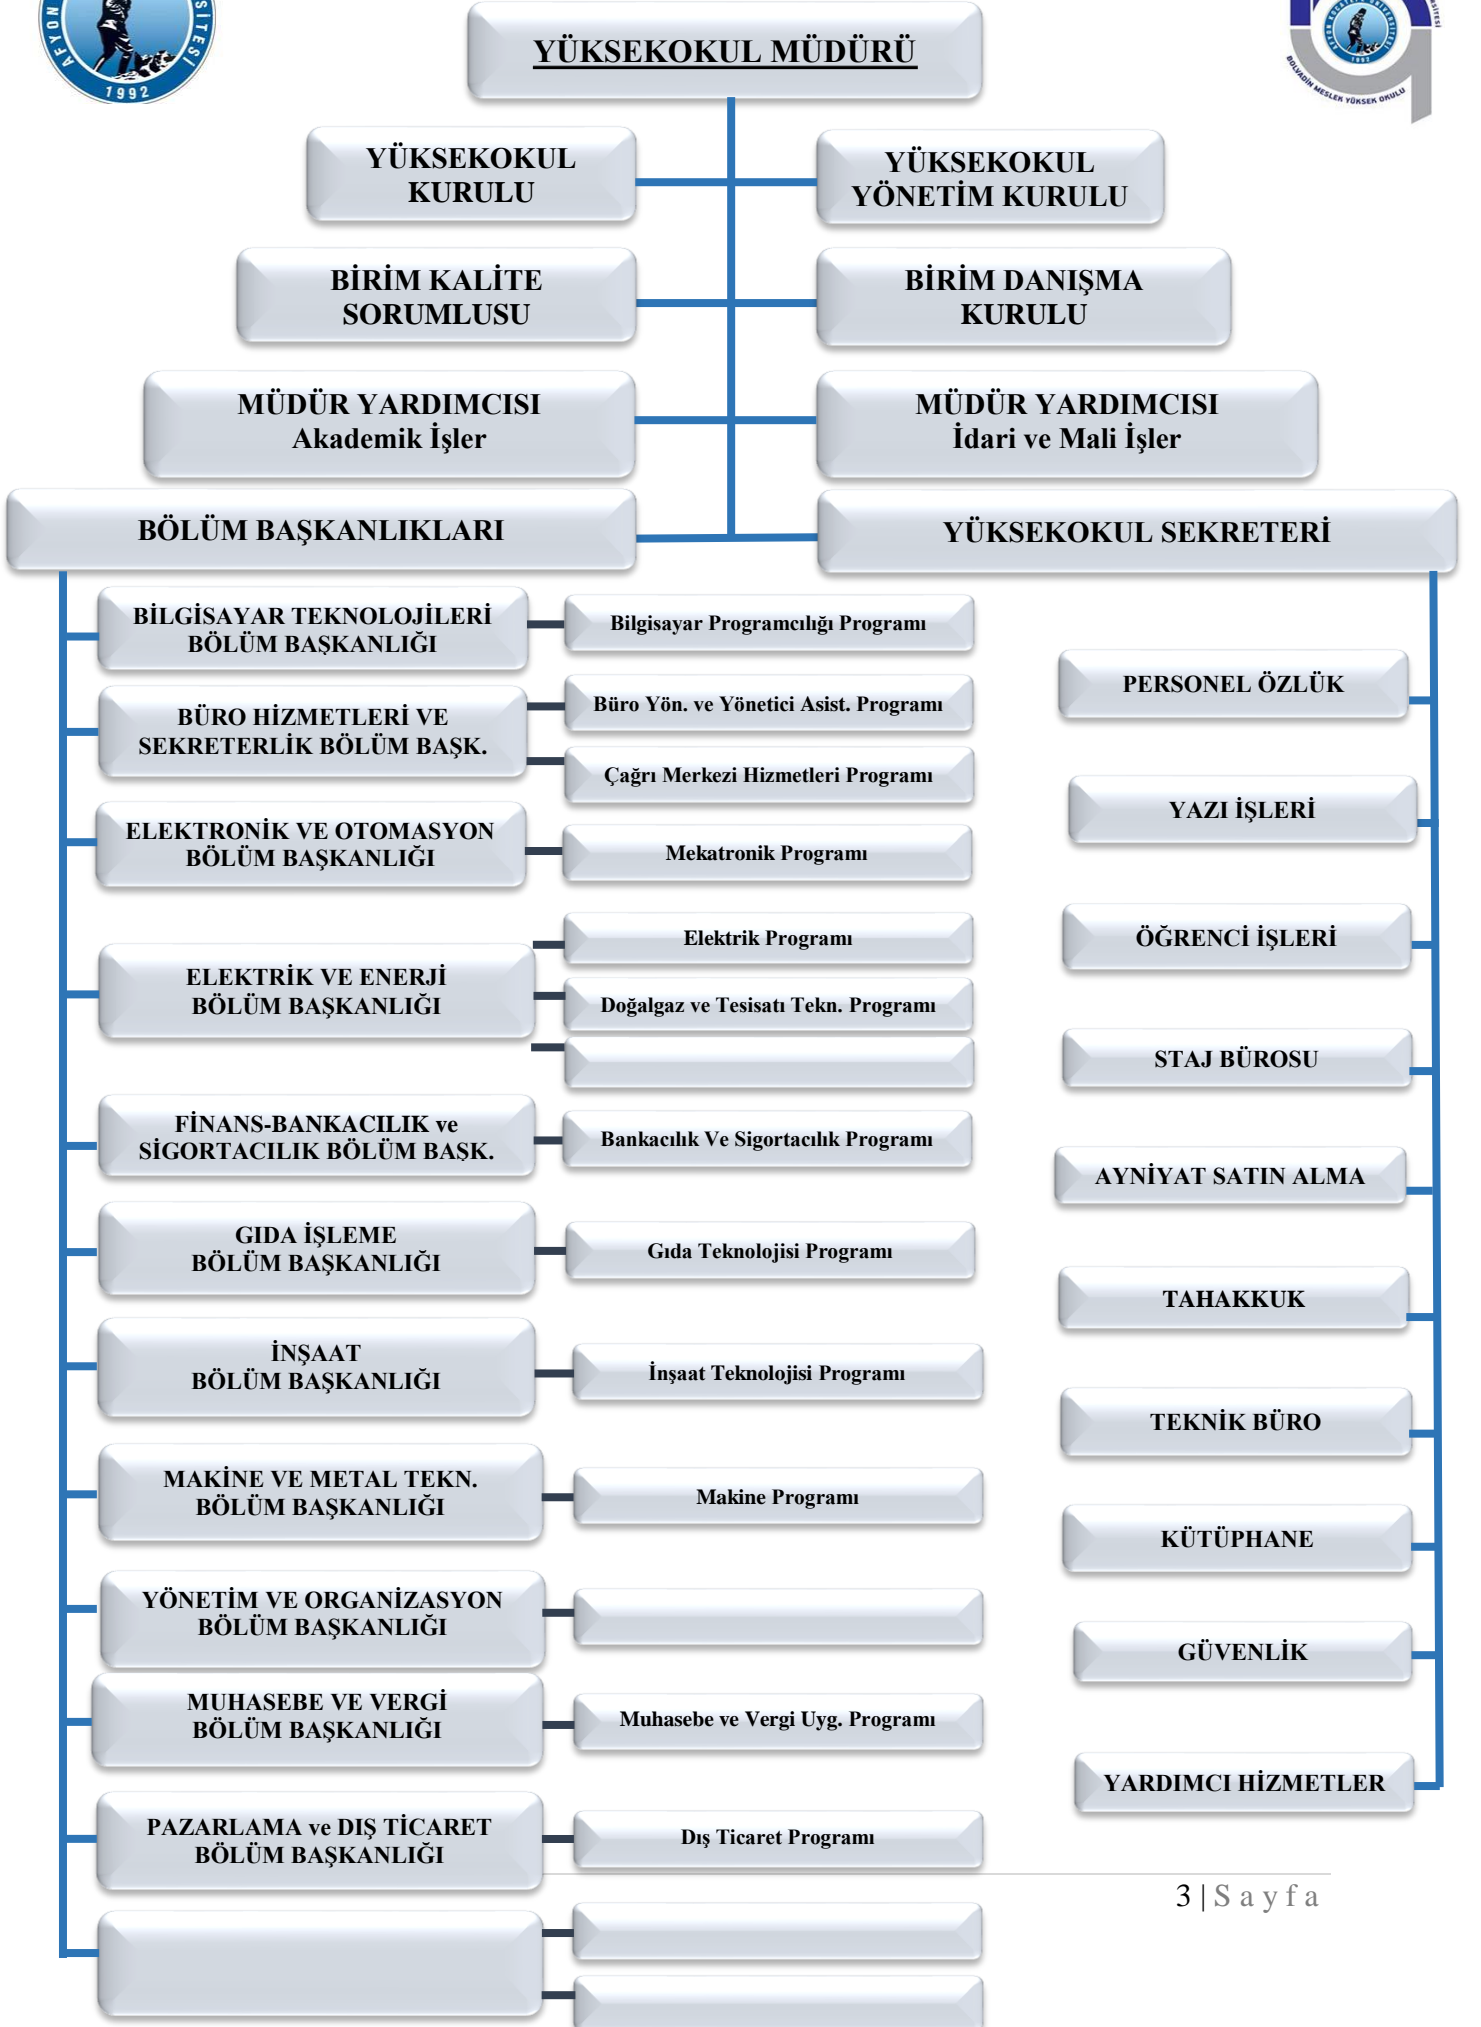 1992
BOLVADİN MESLEK YÜKSEK OKULU
1992
YÜKSEKOKUL MÜDÜRÜ
YÜKSEKOKUL
KURULU
YÜKSEKOKUL
YÖNETİM KURULU
BİRİM KALİTE
SORUMLUSU
BİRİM DANIŞMA
KURULU
MÜDÜR YARDIMCISI
Akademik İşler
MÜDÜR YARDIMCISI
İdari ve Mali İşler
BÖLÜM BAŞKANLIKLARI
YÜKSEKOKUL SEKRETERİ
BİLGİSAYAR TEKNOLOJİLERİ
BÖLÜM BAŞKANLIĞI
Bilgisayar Programcılığı Programı
BÜRO HİZMETLERİ VE
SEKRETERLİK BÖLÜM BAŞK.
Büro Yön. ve Yönetici Asist. Programı
Çağrı Merkezi Hizmetleri Programı
ELEKTRONİK VE OTOMASYON
BÖLÜM BAŞKANLIĞI
Mekatronik Programı
ELEKTRİK VE ENERJİ
BÖLÜM BAŞKANLIĞI
Elektrik Programı
Doğalgaz ve Tesisatı Tekn. Programı
FİNANS-BANKACILIK ve
SİGORTACILIK BÖLÜM BAŞK.
Bankacılık Ve Sigortacılık Programı
GIDA İŞLEME
BÖLÜM BAŞKANLIĞI
Gıda Teknolojisi Programı
İNŞAAT
BÖLÜM BAŞKANLIĞI
İnşaat Teknolojisi Programı
MAKİNE VE METAL TEKN.
BÖLÜM BAŞKANLIĞI
Makine Programı
YÖNETİM VE ORGANİZASYON
BÖLÜM BAŞKANLIĞI
MUHASEBE VE VERGİ
BÖLÜM BAŞKANLIĞI
Muhasebe ve Vergi Uyg. Programı
PAZARLAMA ve DIŞ TİCARET
BÖLÜM BAŞKANLIĞI
Dış Ticaret Programı
PERSONEL ÖZLÜK
YAZI İŞLERİ
ÖĞRENCİ İŞLERİ
STAJ BÜROSU
AYNİYAT SATIN ALMA
TAHAKKUK
TEKNİK BÜRO
KÜTÜPHANE
GÜVENLİK
YARDIMCI HİZMETLER
3 | S a y f a